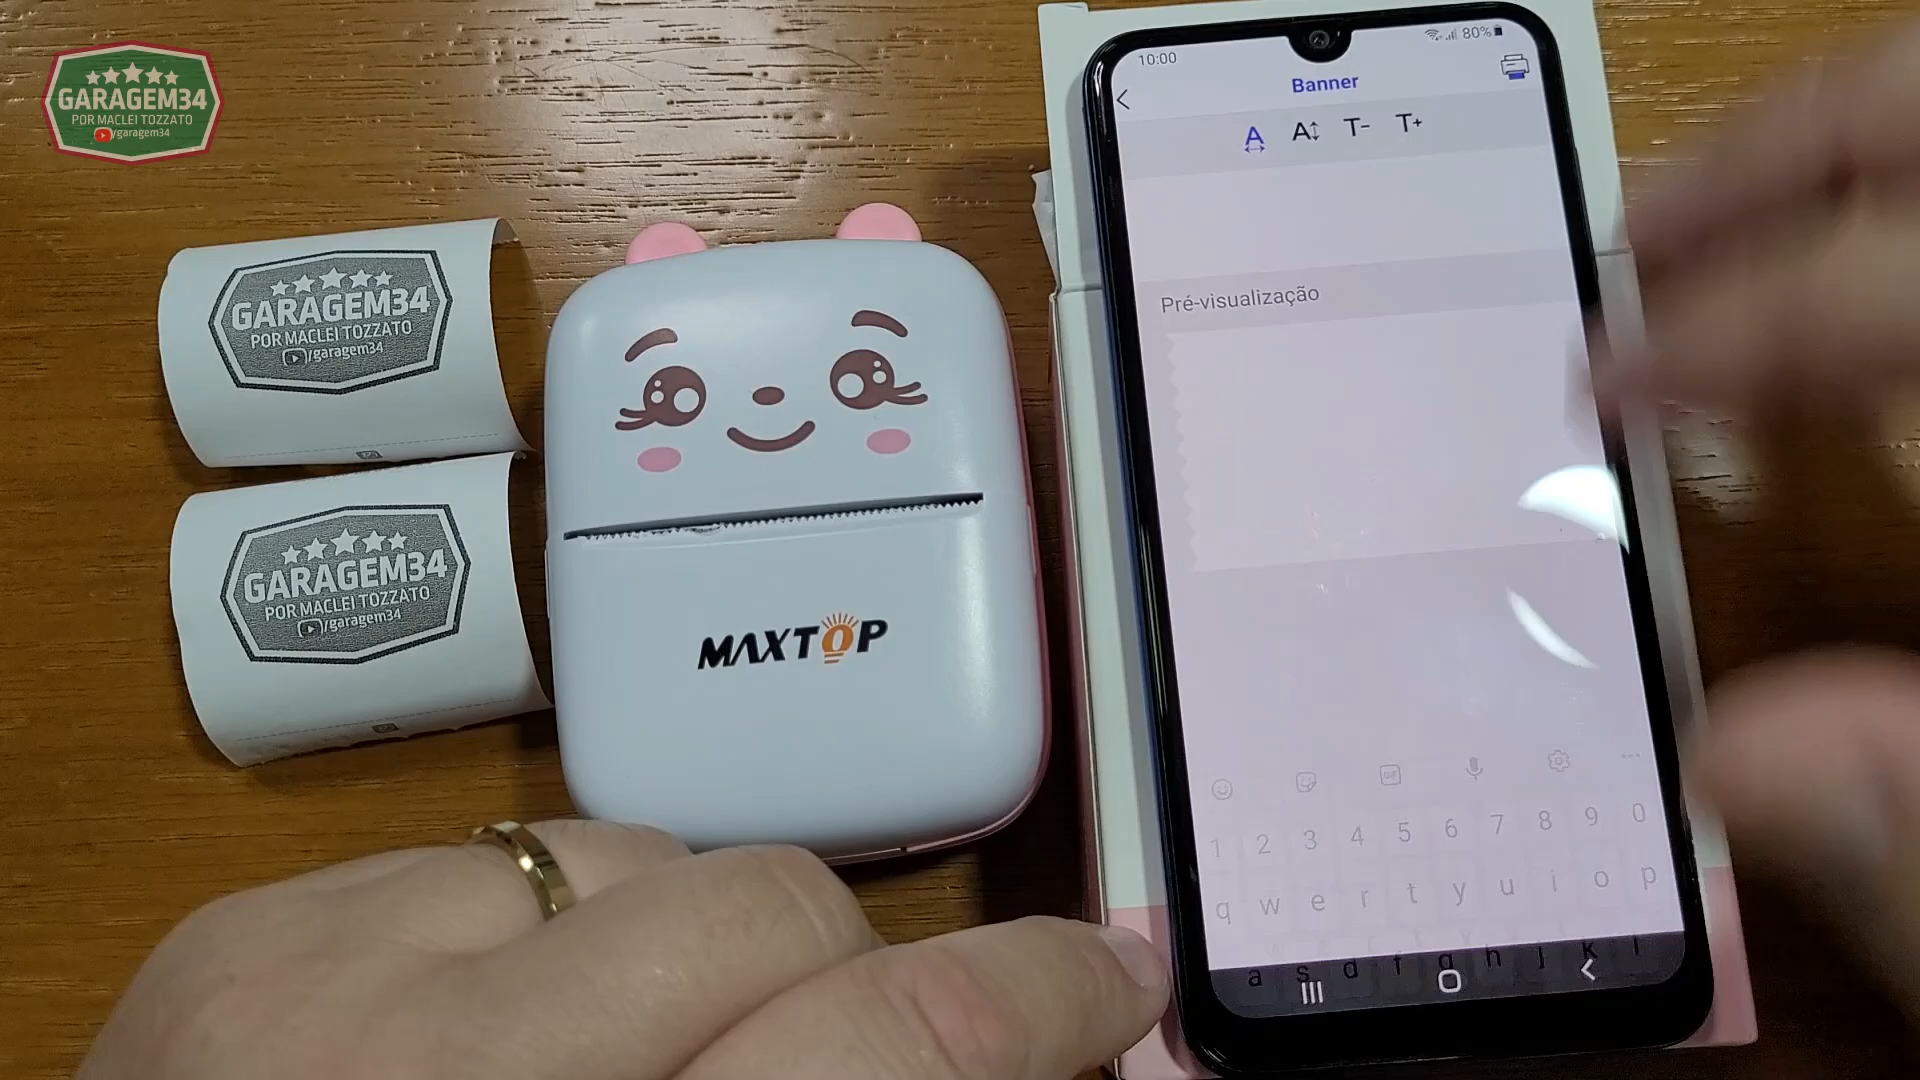 GARAGEM34
POR MACLEI TOZZATO
/garagem34
GARAGEM34
POR MACLEI TOZZATO
/garagem34
GARAGEM34
POR MACLEI TOZZATO
/garagem34
MAXTOP
10:00
80%
Banner
A A T- T+
Pré-visualização
GIF
1 2 3 4 5 6 7 8 9 0
q w e r t y u i o p
a s d f g h j k l